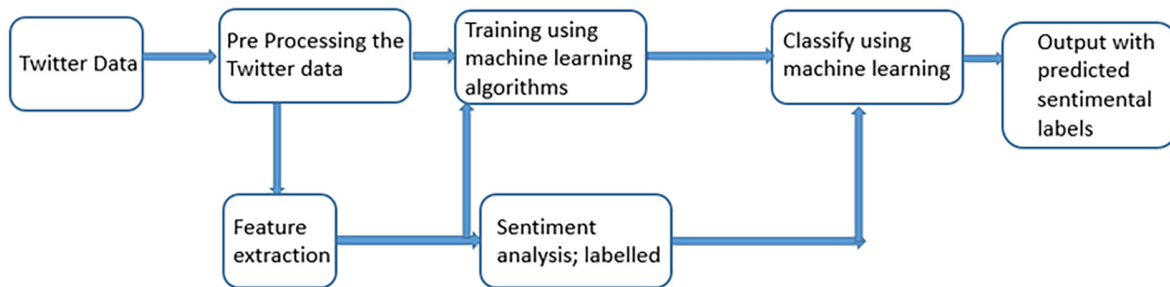 Twitter Data
Pre Processing the
Twitter data
Training using
machine learning
algorithms
Classify using
machine learning
Output with
predicted
sentimental
labels
Feature
extraction
Sentiment
analysis; labelled